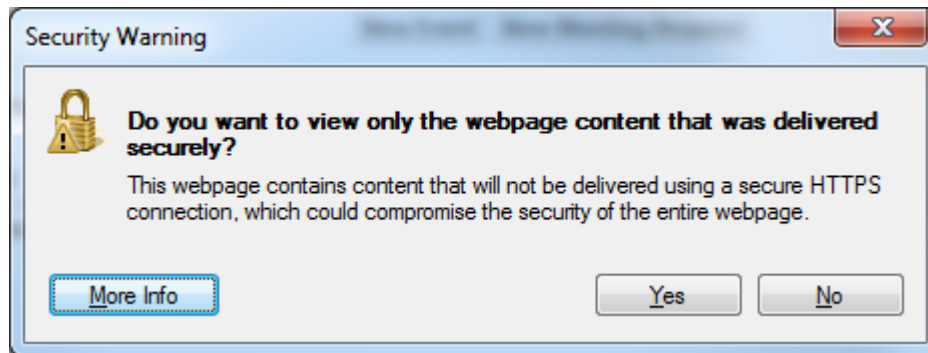 Security Warning
Do you want to view only the webpage content that was delivered
securely?
This webpage contains content that will not be delivered using a secure HTTPS
connection, which could compromise the security of the entire webpage.
More Info
Yes
No